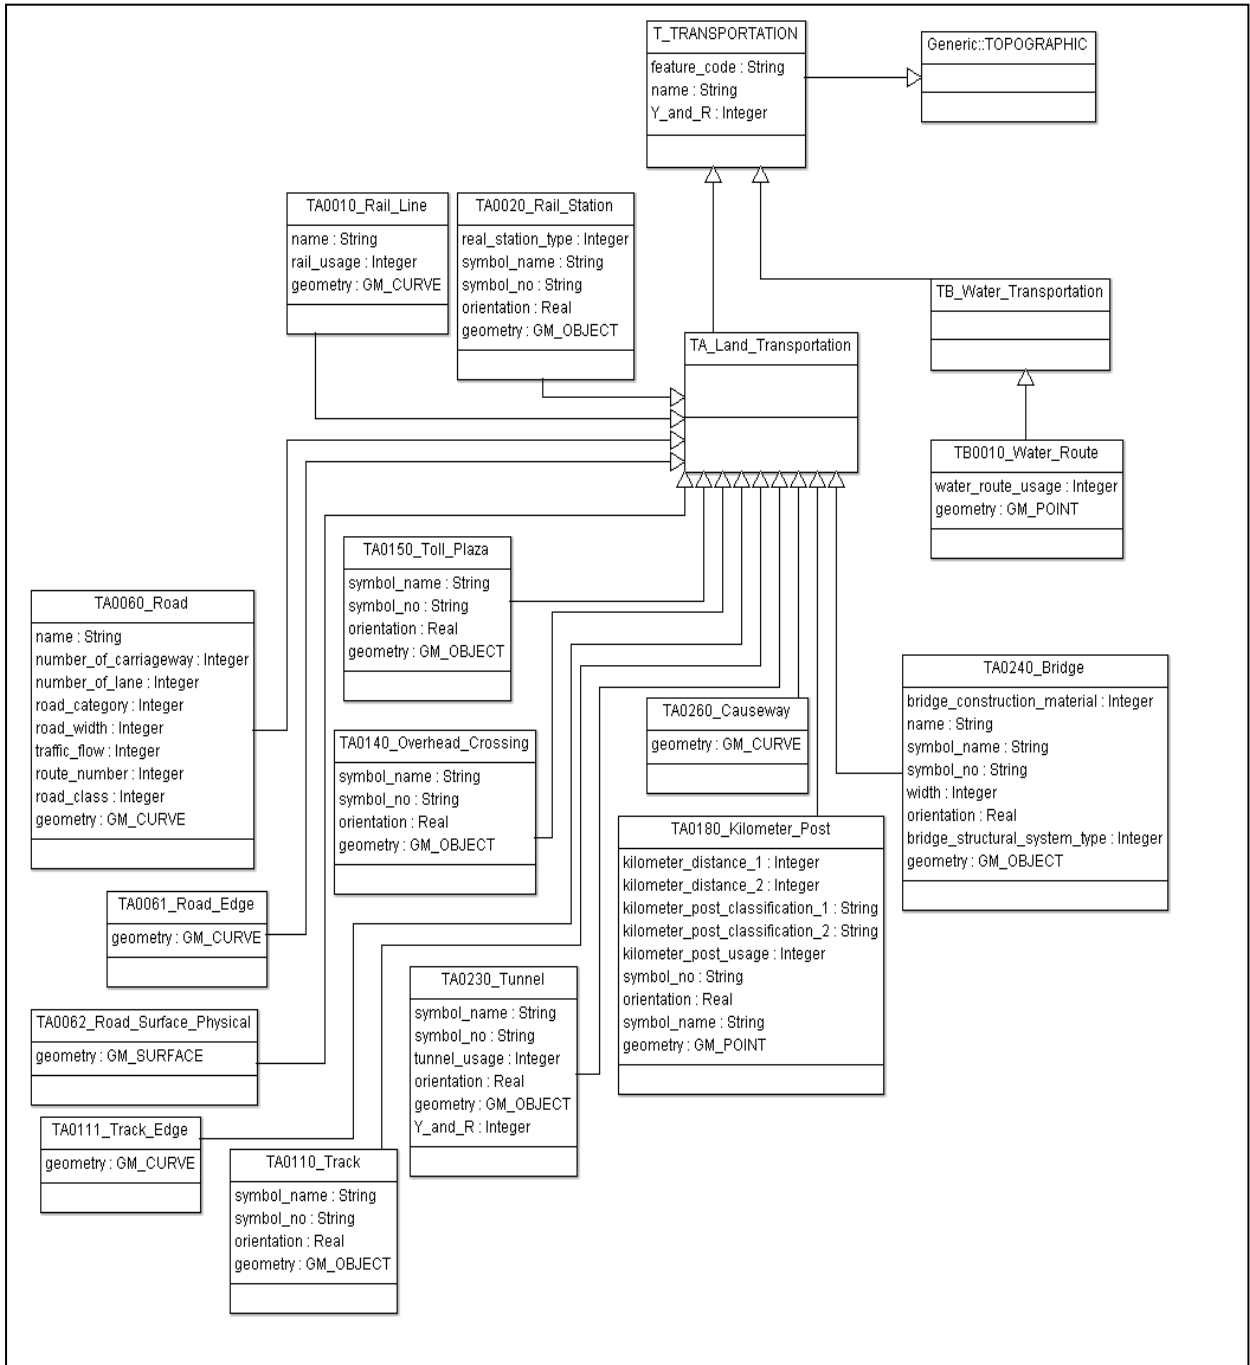 T_TRANSPORTATION
feature_code : String
name : String
Y_and_R : Integer
Generic::TOPOGRAPHIC
TA0010_Rail_Line
name : String
rail_usage : Integer
geometry : GM_CURVE
TA0020_Rail_Station
real_station_type : Integer
symbol_name : String
symbol_no : String
orientation : Real
geometry : GM_OBJECT
TB_Water_Transportation
TA_Land_Transportation
TB0010_Water_Route
water_route_usage : Integer
geometry : GM_POINT
TA0150_Toll_Plaza
symbol_name : String
symbol_no : String
orientation : Real
geometry : GM_OBJECT
TA0060_Road
name : String
number_of_carriageway : Integer
number_of_lane : Integer
road_category : Integer
road_width : Integer
traffic_flow : Integer
route_number : Integer
road_class : Integer
geometry : GM_CURVE
TA0140_Overhead_Crossing
symbol_name : String
symbol_no : String
orientation : Real
geometry : GM_OBJECT
TA0260_Causeway
geometry : GM_CURVE
TA0240_Bridge
bridge_construction_material : Integer
name : String
symbol_name : String
symbol_no : String
width : Integer
orientation : Real
bridge_structural_system_type : Integer
geometry : GM_OBJECT
TA0180_Kilometer_Post
kilometer_distance_1 : Integer
kilometer_distance_2 : Integer
kilometer_post_classification_1 : String
kilometer_post_classification_2 : String
kilometer_post_usage : Integer
symbol_no : String
orientation : Real
symbol_name : String
geometry : GM_POINT
TA0061_Road_Edge
geometry : GM_CURVE
TA0230_Tunnel
symbol_name : String
symbol_no : String
tunnel_usage : Integer
orientation : Real
geometry : GM_OBJECT
Y_and_R : Integer
TA0062_Road_Surface_Physical
geometry : GM_SURFACE
TA0111_Track_Edge
geometry : GM_CURVE
TA0110_Track
symbol_name : String
symbol_no : String
orientation : Real
geometry : GM_OBJECT